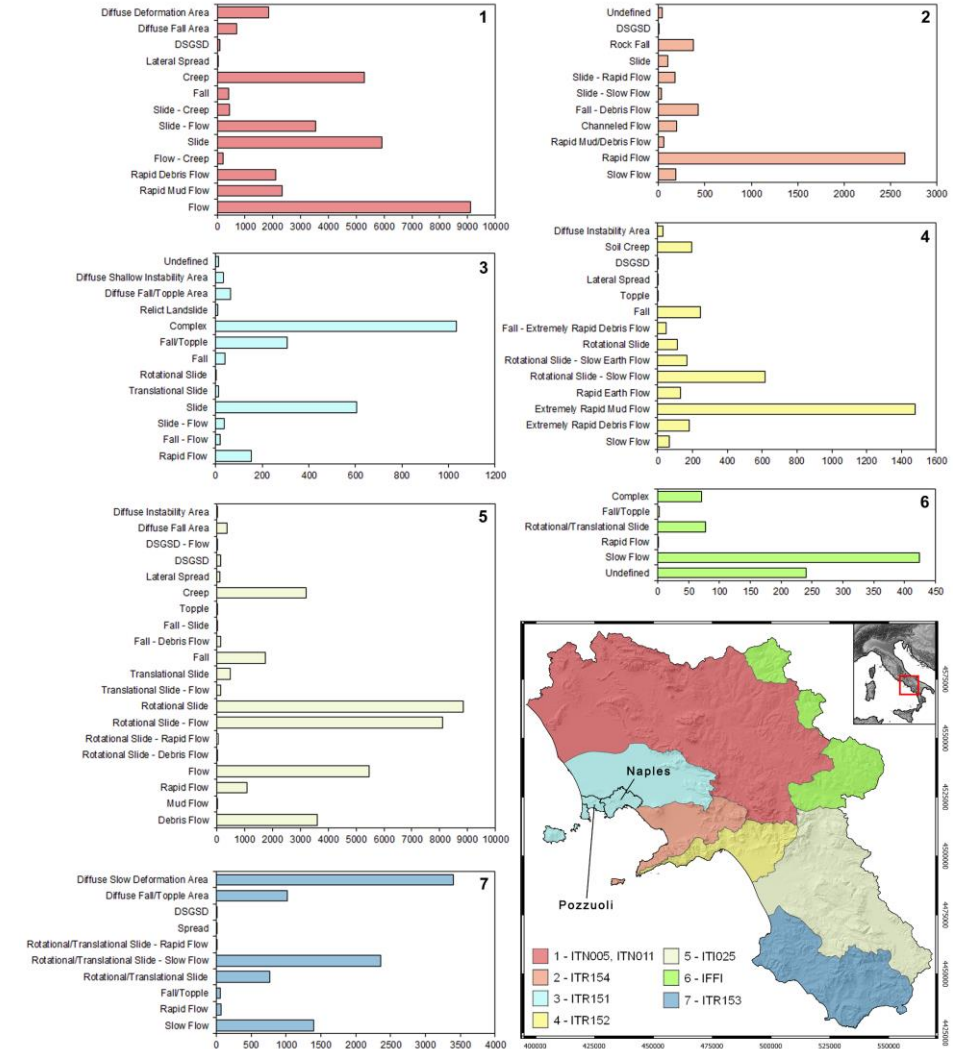 1
Diffuse Deformation Area
Diffuse Fall Area
DSGSD
Lateral Spread
Creep
Fall
Slide - Creep
Slide - Flow
Slide
Flow - Creep
Rapid Debris Flow
Rapid Mud Flow
Flow
0 1000 2000 3000 4000 5000 6000 7000 8000 9000 10000
2
Undefined
DSGSD
Rock Fall
Slide
Slide - Rapid Flow
Slide - Slow Flow
Fall - Debris Flow
Channeled Flow
Rapid Mud/Debris Flow
Rapid Flow
Slow Flow
0 500 1000 1500 2000 2500 3000
3
Undefined
Diffuse Shallow Instability Area
Diffuse Fall/Topple Area
Relict Landslide
Complex
Fall/Topple
Fall
Rotational Slide
Translational Slide
Slide
Slide - Flow
Fall - Flow
Rapid Flow
0 200 400 600 800 1000 1200
4
Diffuse Instability Area
Soil Creep
DSGSD
Lateral Spread
Topple
Fall
Fall - Extremely Rapid Debris Flow
Rotational Slide
Rotational Slide - Slow Earth Flow
Rotational Slide - Slow Flow
Rapid Earth Flow
Extremely Rapid Mud Flow
Extremely Rapid Debris Flow
Slow Flow
0 200 400 600 800 1000 1200 1400 1600
5
Diffuse Instability Area
Diffuse Fall Area
DSGSD - Flow
DSGSD
Lateral Spread
Creep
Topple
Fall - Slide
Fall - Debris Flow
Fall
Translational Slide
Translational Slide - Flow
Rotational Slide
Rotational Slide - Flow
Rotational Slide - Rapid Flow
Rotational Slide - Debris Flow
Flow
Rapid Flow
Mud Flow
Debris Flow
0 1000 2000 3000 4000 5000 6000 7000 8000 9000 10000
6
Complex
Fall/Topple
Rotational/Translational Slide
Rapid Flow
Slow Flow
Undefined
0 50 100 150 200 250 300 350 400 450
7
Diffuse Slow Deformation Area
Diffuse Fall/Topple Area
DSGSD
Spread
Rotational/Translational Slide - Rapid Flow
Rotational/Translational Slide - Slow Flow
Rotational/Translational Slide
Fall/Topple
Rapid Flow
Slow Flow
0 500 1000 1500 2000 2500 3000 3500 4000
Naples
Pozzuoli
1 - ITN005, ITN011
2 - ITR154
3 - ITR151
4 - ITR152
5 - ITI025
6 - IFFI
7 - ITR153
4575000
4550000
4525000
4500000
4475000
4450000
4425000
400000 425000 450000 475000 500000 525000 550000